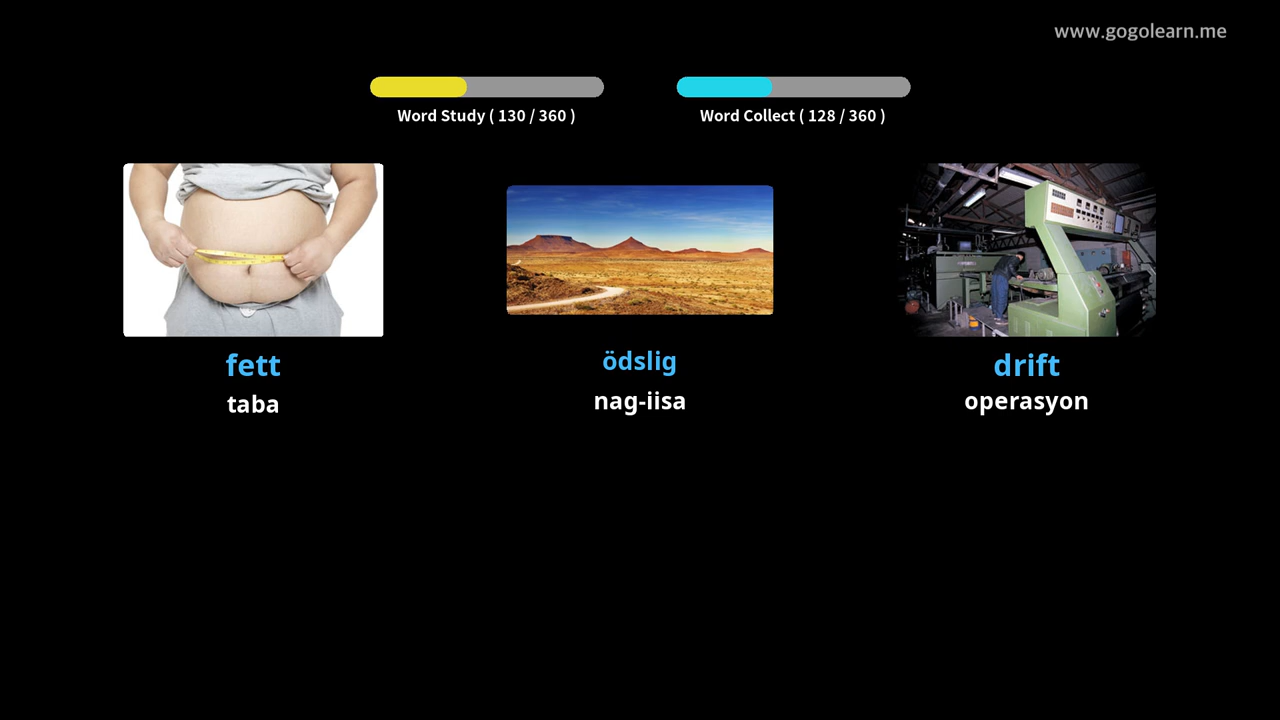 www.gogolearn.me
Word Study ( 130 / 360 )
Word Collect ( 128 / 360 )
fett
taba
ödslig
nag-iisa
drift
operasyon